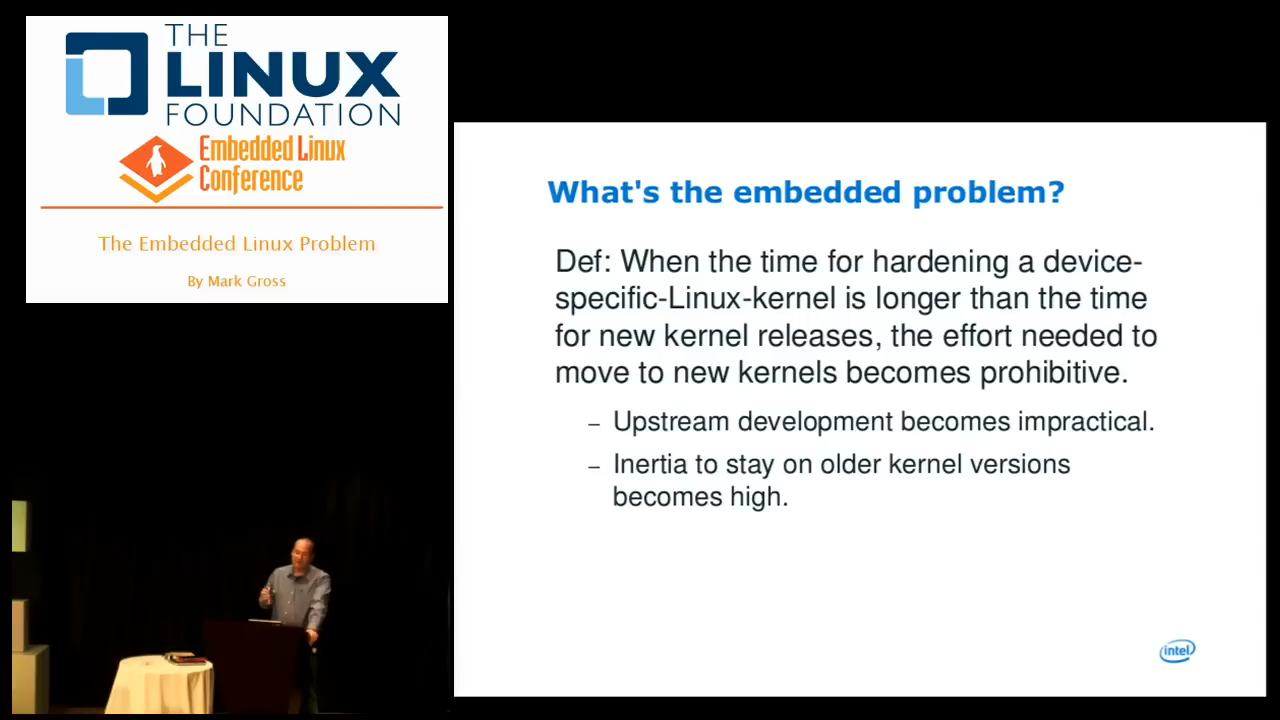 THE
LINUX
FOUNDATION
Embedded Linux
Conference
The Embedded Linux Problem
By Mark Gross
What's the embedded problem?
Def: When the time for hardening a device-
specific-Linux-kernel is longer than the time
for new kernel releases, the effort needed to
move to new kernels becomes prohibitive.
– Upstream development becomes impractical.
– Inertia to stay on older kernel versions
becomes high.
intel